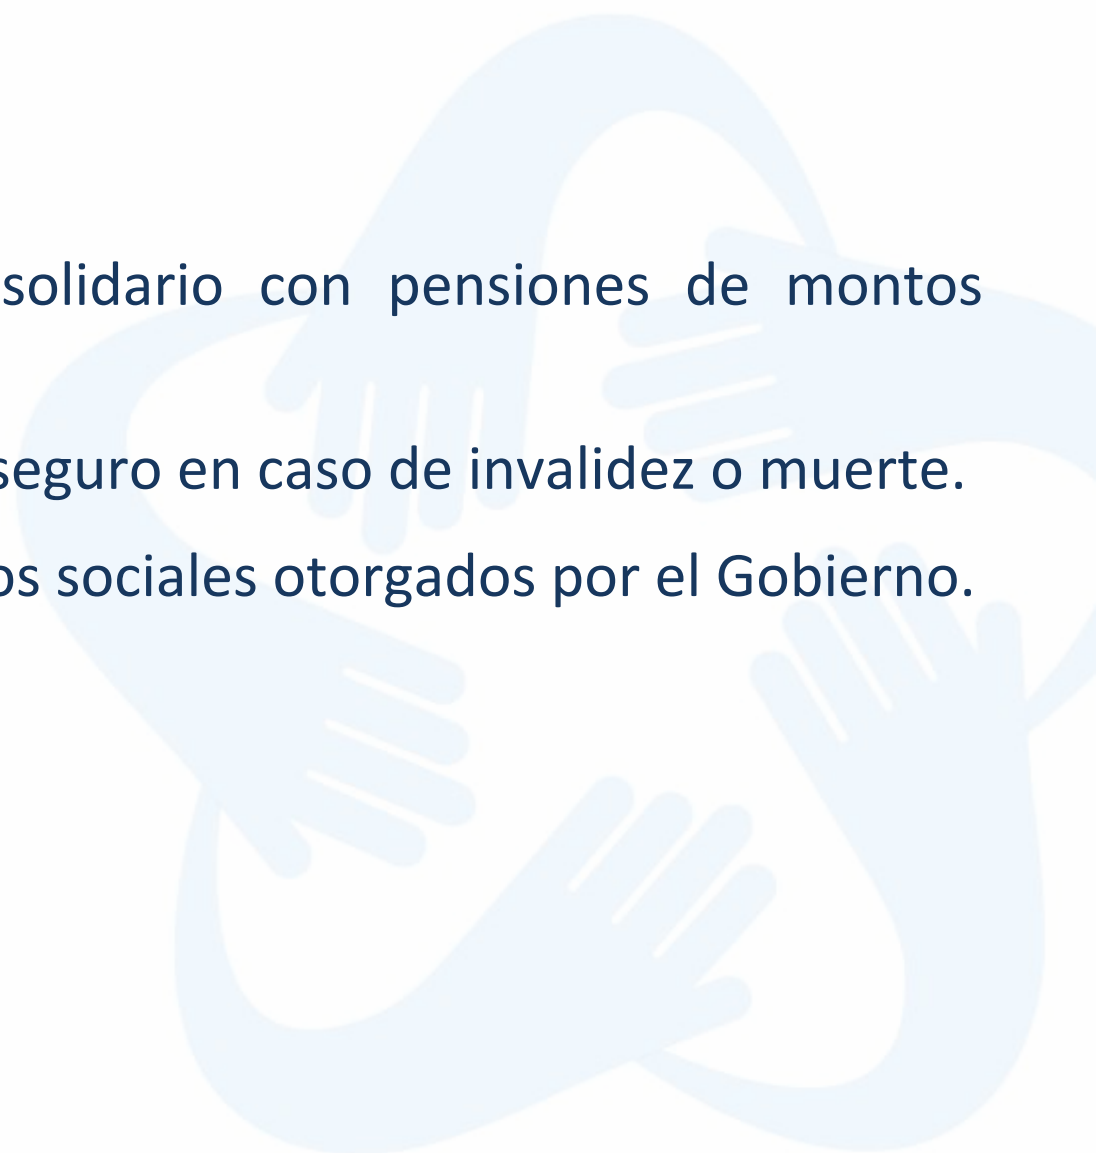 solidario con pensiones de montos
seguro en caso de invalidez o muerte.
os sociales otorgados por el Gobierno.